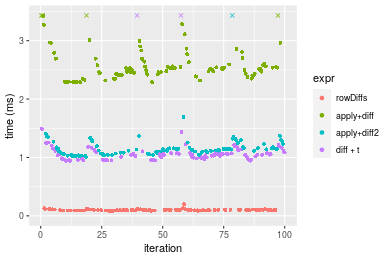 time (ms)
3
2
1
0
0
25
50
75
100
iteration
expr
rowDiffs
apply+diff
apply+diff2
diff + t